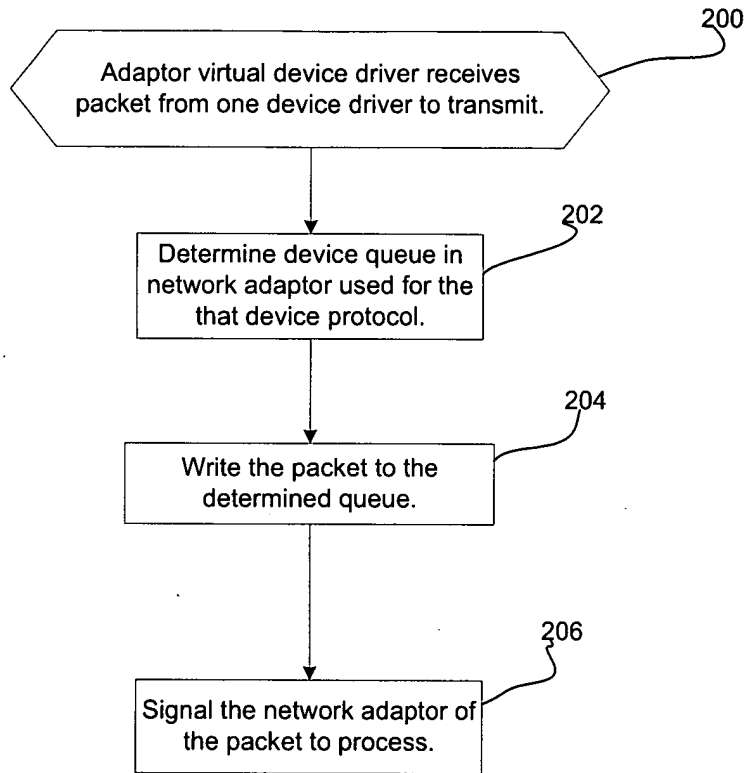 200
Adaptor virtual device driver receives
packet from one device driver to transmit.
202
Determine device queue in
network adaptor used for the
that device protocol.
204
Write the packet to the
determined queue.
206
Signal the network adaptor of
the packet to process.